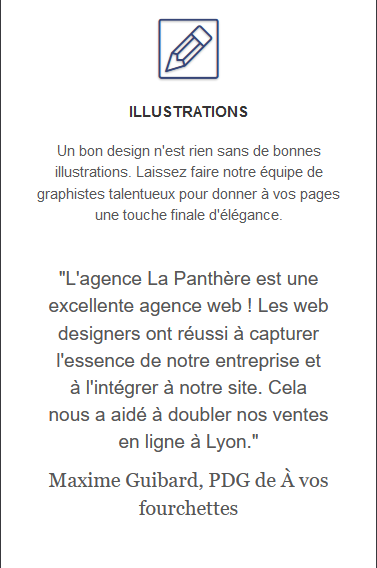 ILLUSTRATIONS
Un bon design n'est rien sans de bonnes
illustrations. Laissez faire notre équipe de
graphistes talentueux pour donner à vos pages
une touche finale d'élégance.
"L'agence La Panthère est une
excellente agence web ! Les web
designers ont réussi à capturer
l'essence de notre entreprise et
à l'intégrer à notre site. Cela
nous a aidé à doubler nos ventes
en ligne à Lyon."
Maxime Guibard, PDG de À vos
fourchettes